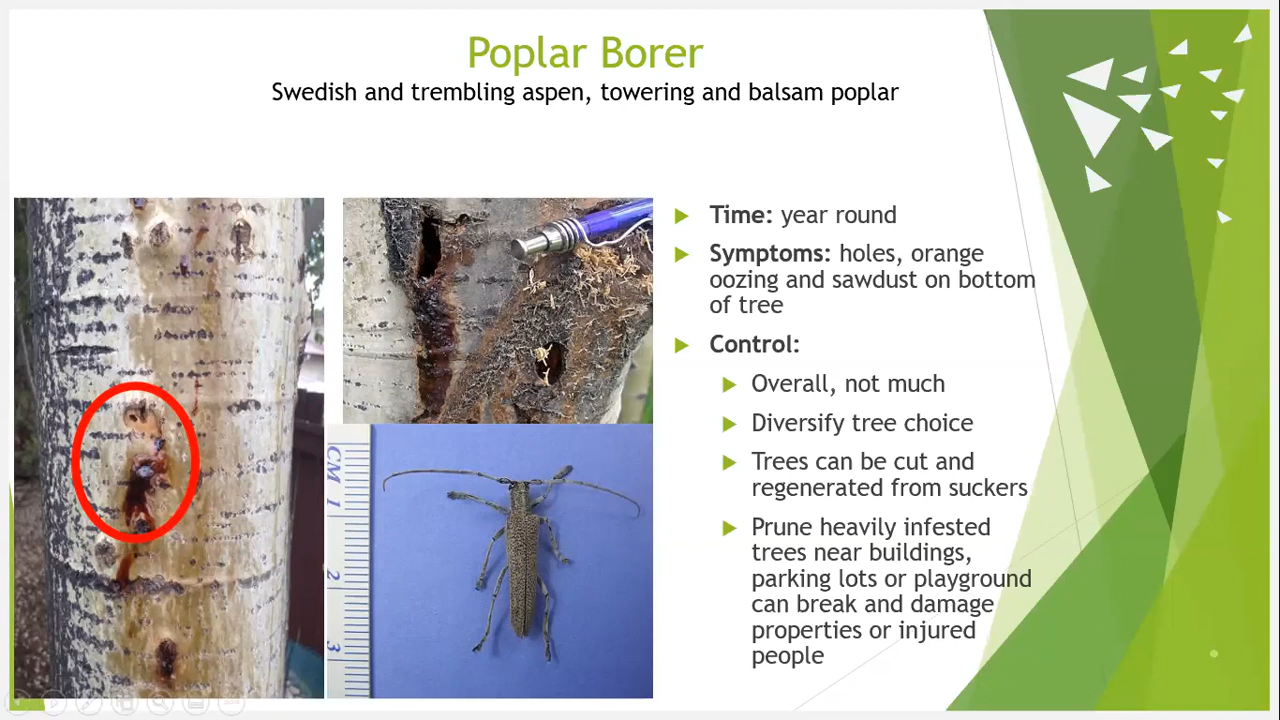 Poplar Borer
Swedish and trembling aspen, towering and balsam poplar
Time: year round
Symptoms: holes, orange
oozing and sawdust on bottom
of tree
Control:
Overall, not much
Diversify tree choice
Trees can be cut and
regenerated from suckers
Prune heavily infested
trees near buildings,
parking lots or playground
can break and damage
properties or injured
people
CM
1
2
3